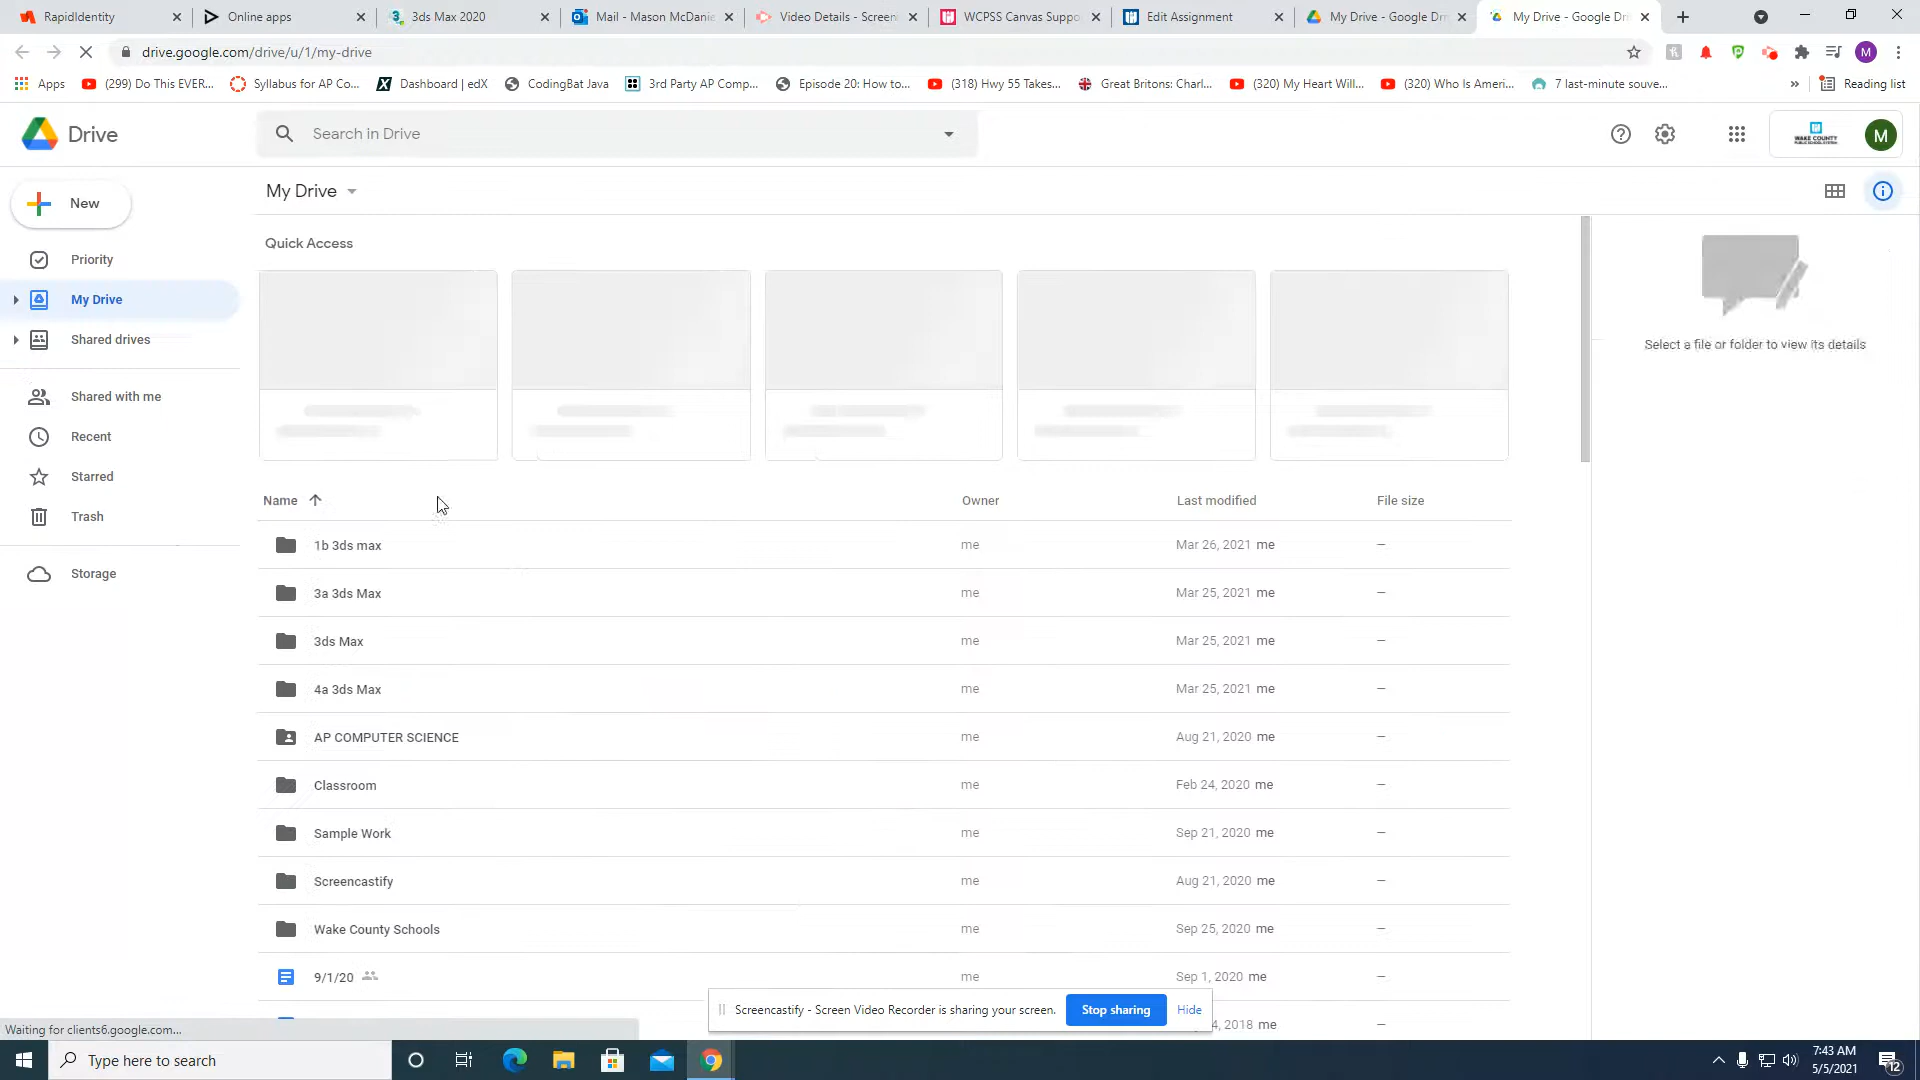 RapidIdentity
Online apps
3ds Max 2020
Mail - Mason McDanie
Video Details - Screen
WCPSS Canvas Suppo
Edit Assignment
My Drive - Google Dri
My Drive - Google Dri
drive.google.com/drive/u/1/my-drive
M
Apps
(299) Do This EVER...
Syllabus for AP Co...
Dashboard | edX
CodingBat Java
3rd Party AP Comp...
Episode 20: How to...
(318) Hwy 55 Takes...
Great Britons: Charl...
(320) My Heart Will...
(320) Who Is Ameri...
7 last-minute souve...
Reading list
Drive
Search in Drive
WAKE COUNTY
PUBLIC SCHOOL SYSTEM
M
New
My Drive
Priority
My Drive
Shared drives
Shared with me
Recent
Starred
Trash
Storage
Quick Access
Select a file or folder to view its details
Name Owner Last modified File size
1b 3ds max me Mar 26, 2021 me –
3a 3ds Max me Mar 25, 2021 me –
3ds Max me Mar 25, 2021 me –
4a 3ds Max me Mar 25, 2021 me –
AP COMPUTER SCIENCE me Aug 21, 2020 me –
Classroom me Feb 24, 2020 me –
Sample Work me Sep 21, 2020 me –
Screencastify me Aug 21, 2020 me –
Wake County Schools me Sep 25, 2020 me –
9/1/20 me Sep 1, 2020 me –
4, 2018 me –
Screencastify - Screen Video Recorder is sharing your screen.
Stop sharing
Hide
Waiting for clients6.google.com...
Type here to search
7:43 AM
5/5/2021
12